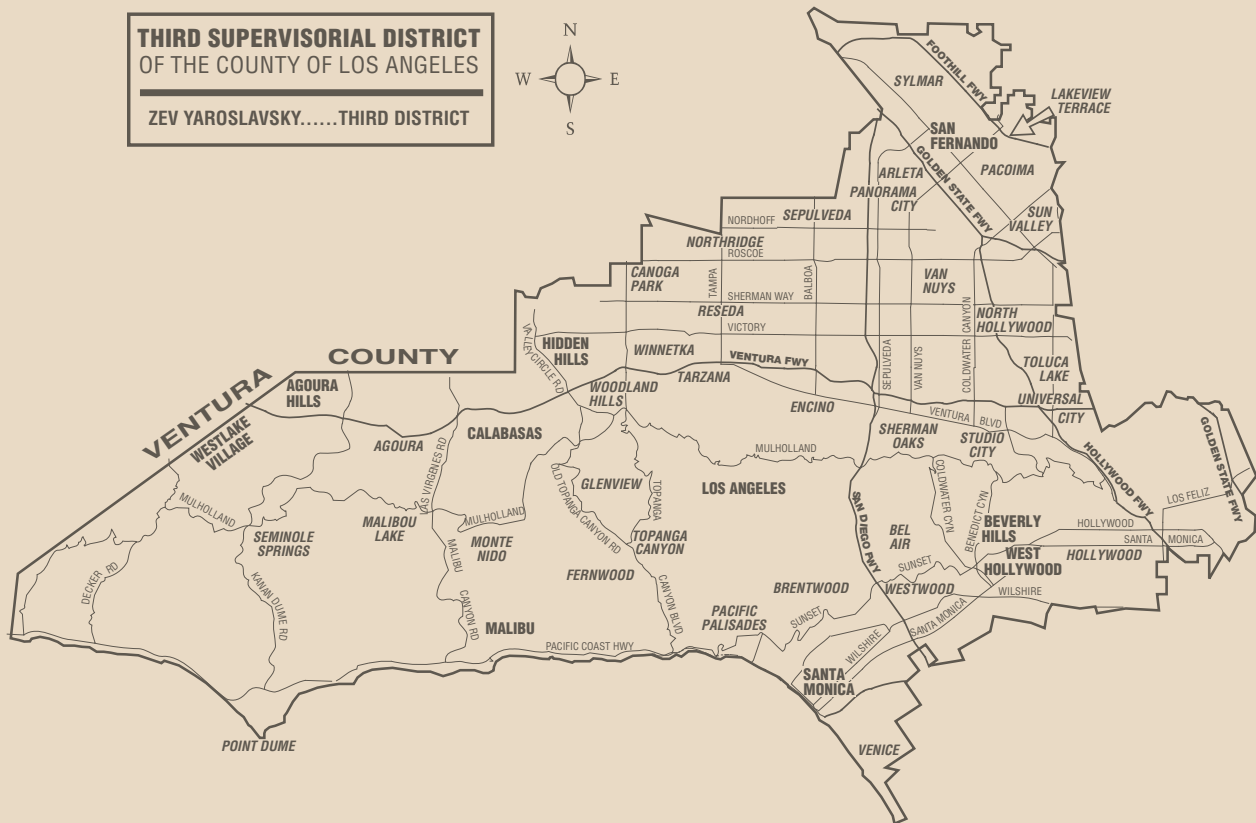 THIRD SUPERVISORIAL DISTRICT
OF THE COUNTY OF LOS ANGELES
ZEV YAROSLAVSKY......THIRD DISTRICT
N
W E
S
FOOTHILL FWY
SYLMAR
LAKEVIEW
TERRACE
SAN
FERNANDO
GOLDEN STATE FWY
PACOIMA
ARLETA
PANORAMA
CITY
SUN
VALLEY
NORDHOFF
SEPULVEDA
NORTHRIDGE
ROSCOE
CANOGA
PARK
TAMPA
BALBOA
VAN
NUYS
SHERMAN WAY
RESEDA
COLDWATER CANYON
NORTH
HOLLYWOOD
VICTORY
VALLEY CIRCLE RD
HIDDEN
HILLS
WINNETKA
VENTURA FWY
SEPULVEDA
VAN NUYS
TOLUCA
LAKE
VENTURA COUNTY
AGOURA
HILLS
WOODLAND
HILLS
TARZANA
ENCINO
UNIVERSAL
CITY
VENTURA BLVD
WESTLAKE
VILLAGE
AGOURA
LAS VIRGENES RD
CALABASAS
SHERMAN
OAKS
STUDIO
CITY
GOLDEN STATE FWY
HOLLYWOOD FWY
MULHOLLAND
OLD TOPANGA CANYON RD
GLENVIEW
TOPANGA
LOS ANGELES
COLDWATER CYN
LOS FELIZ
MULHOLLAND
SEMINOLE
SPRINGS
MALIBOU
LAKE
MULHOLLAND
MONTE
NIDO
TOPANGA
CANYON
SAN DIEGO FWY
BEL
AIR
BENEDICT CYN
BEVERLY
HILLS
HOLLYWOOD
SANTA MONICA
WEST
HOLLYWOOD
HOLLYWOOD
DECKER RD
KANAN DUME RD
MALIBU
CANYON RD
FERNWOOD
CANYON BLVD
BRENTWOOD
SUNSET
WESTWOOD
WILSHIRE
PACIFIC
PALISADES
SUNSET
SANTA MONICA
MALIBU
PACIFIC COAST HWY
WILSHIRE
SANTA
MONICA
POINT DUME
VENICE